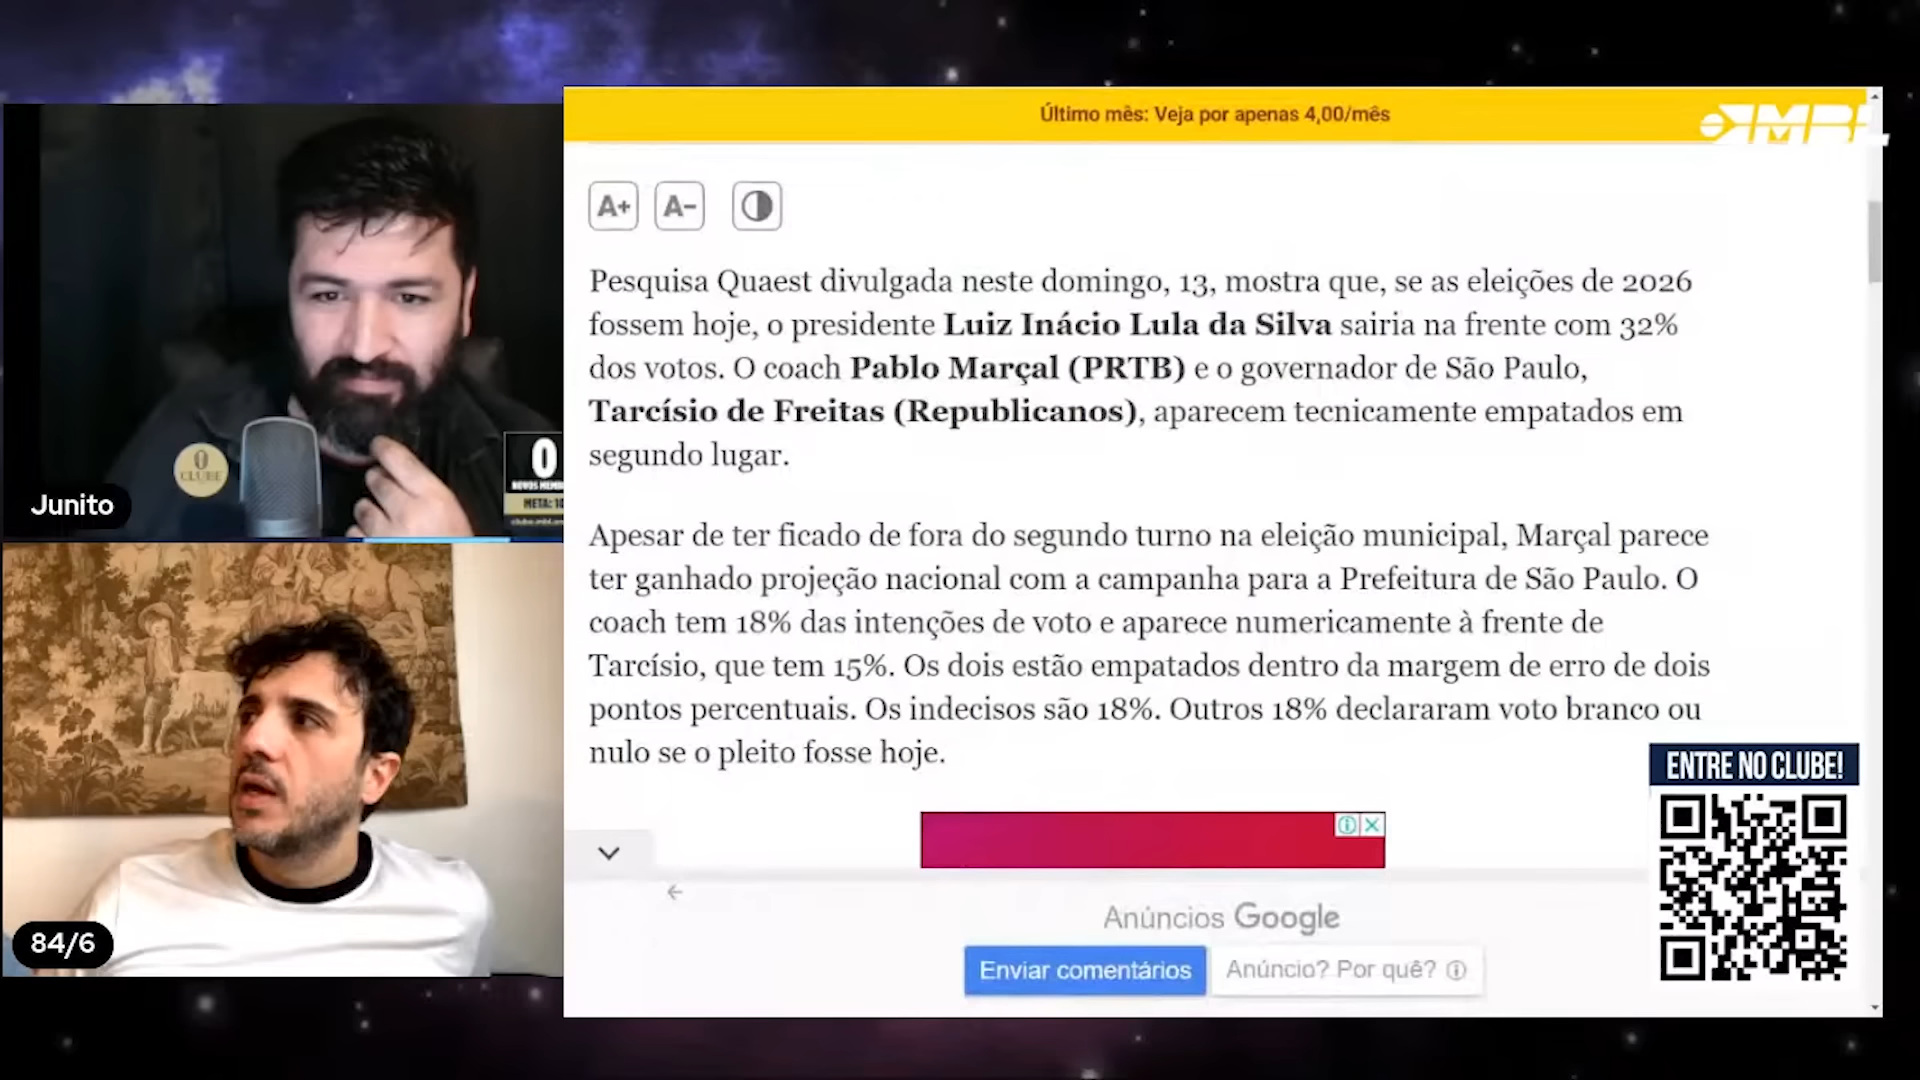 Último mês: Veja por apenas 4,00/mês
MBL
A+ A-
Pesquisa Quaest divulgada neste domingo, 13, mostra que, se as eleições de 2026
fossem hoje, o presidente Luiz Inácio Lula da Silva sairia na frente com 32%
dos votos. O coach Pablo Marçal (PRTB) e o governador de São Paulo,
Tarcísio de Freitas (Republicanos), aparecem tecnicamente empatados em
segundo lugar.
Apesar de ter ficado de fora do segundo turno na eleição municipal, Marçal parece
ter ganhado projeção nacional com a campanha para a Prefeitura de São Paulo. O
coach tem 18% das intenções de voto e aparece numericamente à frente de
Tarcísio, que tem 15%. Os dois estão empatados dentro da margem de erro de dois
pontos percentuais. Os indecisos são 18%. Outros 18% declararam voto branco ou
nulo se o pleito fosse hoje.
Anúncios Google
Enviar comentários
Anúncio? Por quê?
ENTRE NO CLUBE!
CLUBE
0
META: 10
Junito
84/6